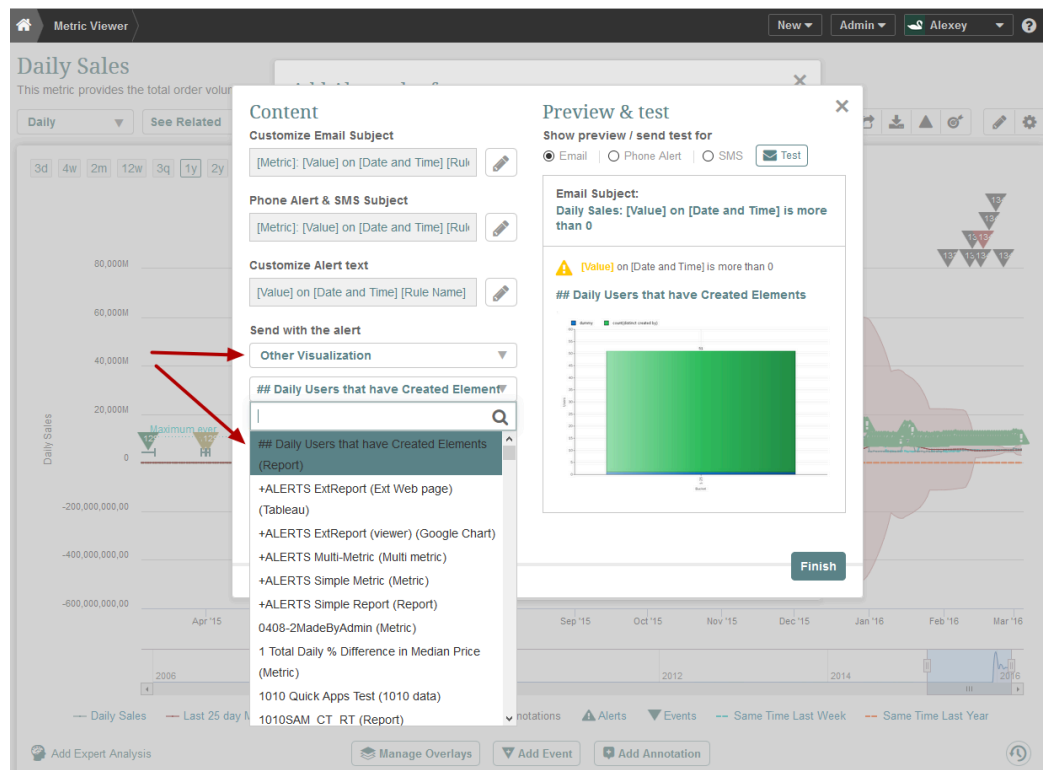 Metric Viewer
New
Admin
Alexey
Daily Sales
This metric provides the total order volur
Daily
See Related
3d 4w 2m 12w 3q 1y 2y
80,000M
60,000M
40,000M
20,000M
0
-200,000,000,00
-400,000,000,00
-600,000,000,00
Daily Sales
Maximum ever
Content
Customize Email Subject
[Metric]: [Value] on [Date and Time] [Rul
Phone Alert & SMS Subject
[Metric]: [Value] on [Date and Time] [Rul
Customize Alert text
[Value] on [Date and Time] [Rule Name]
Send with the alert
Other Visualization
## Daily Users that have Created Element
## Daily Users that have Created Elements
(Report)
+ALERTS ExtReport (Ext Web page)
(Tableau)
+ALERTS ExtReport (viewer) (Google Chart)
+ALERTS Multi-Metric (Multi metric)
+ALERTS Simple Metric (Metric)
+ALERTS Simple Report (Report)
0408-2MadeByAdmin (Metric)
1 Total Daily % Difference in Median Price
(Metric)
1010 Quick Apps Test (1010 data)
1010SAM_CT_RT (Report)
Preview & test
Show preview / send test for
Email Phone Alert SMS Test
Email Subject:
Daily Sales: [Value] on [Date and Time] is more
than 0
[Value] on [Date and Time] is more than 0
## Daily Users that have Created Elements
Finish
Apr '15 Sep '15 Oct '15 Nov '15 Dec '15 Jan '16 Feb '16 Mar '16
2006 2012 2014 2016
Daily Sales Last 25 day M notations Alerts Events Same Time Last Week Same Time Last Year
Add Expert Analysis
Manage Overlays
Add Event
Add Annotation